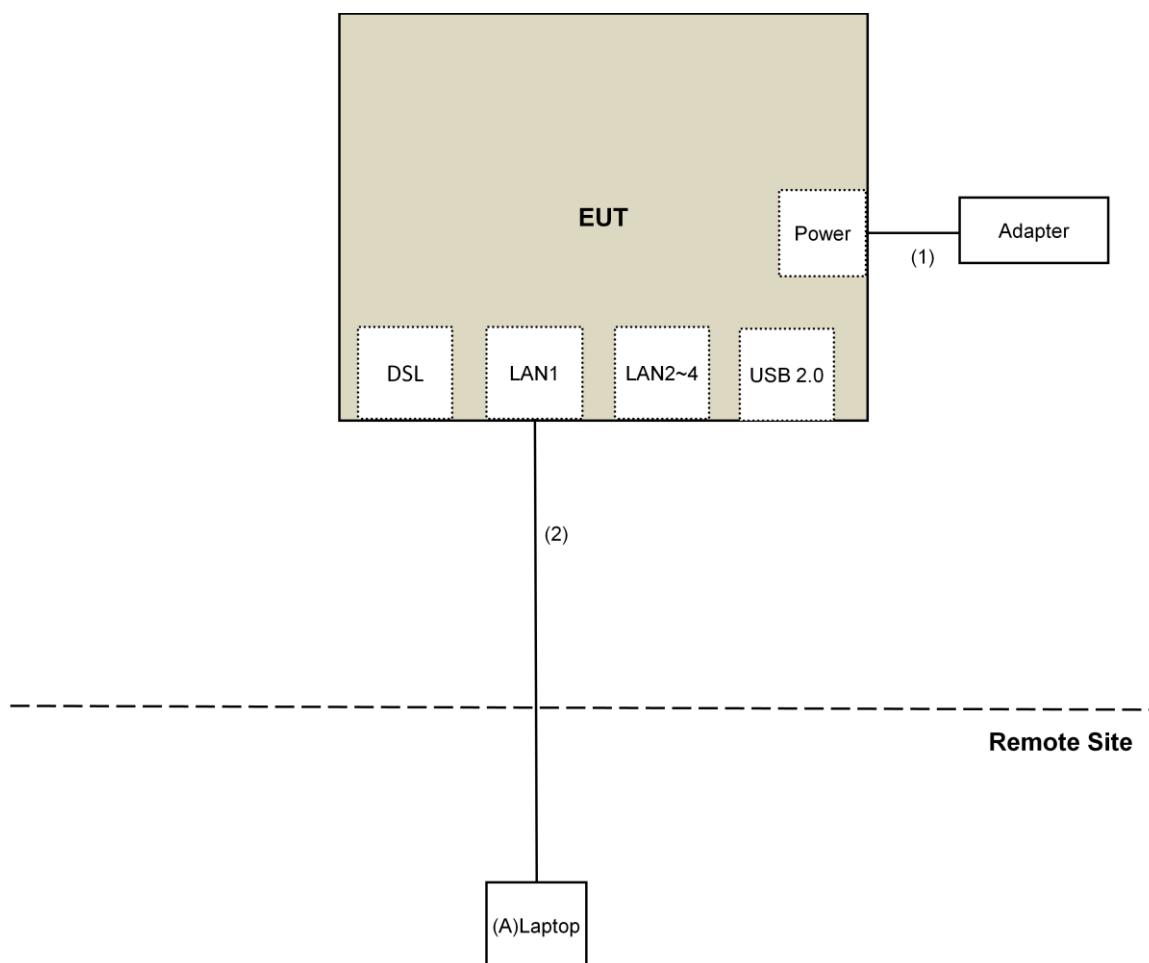 EUT
Power
Adapter
(1)
DSL
LAN1
LAN2~4
USB 2.0
(2)
Remote Site
(A)Laptop